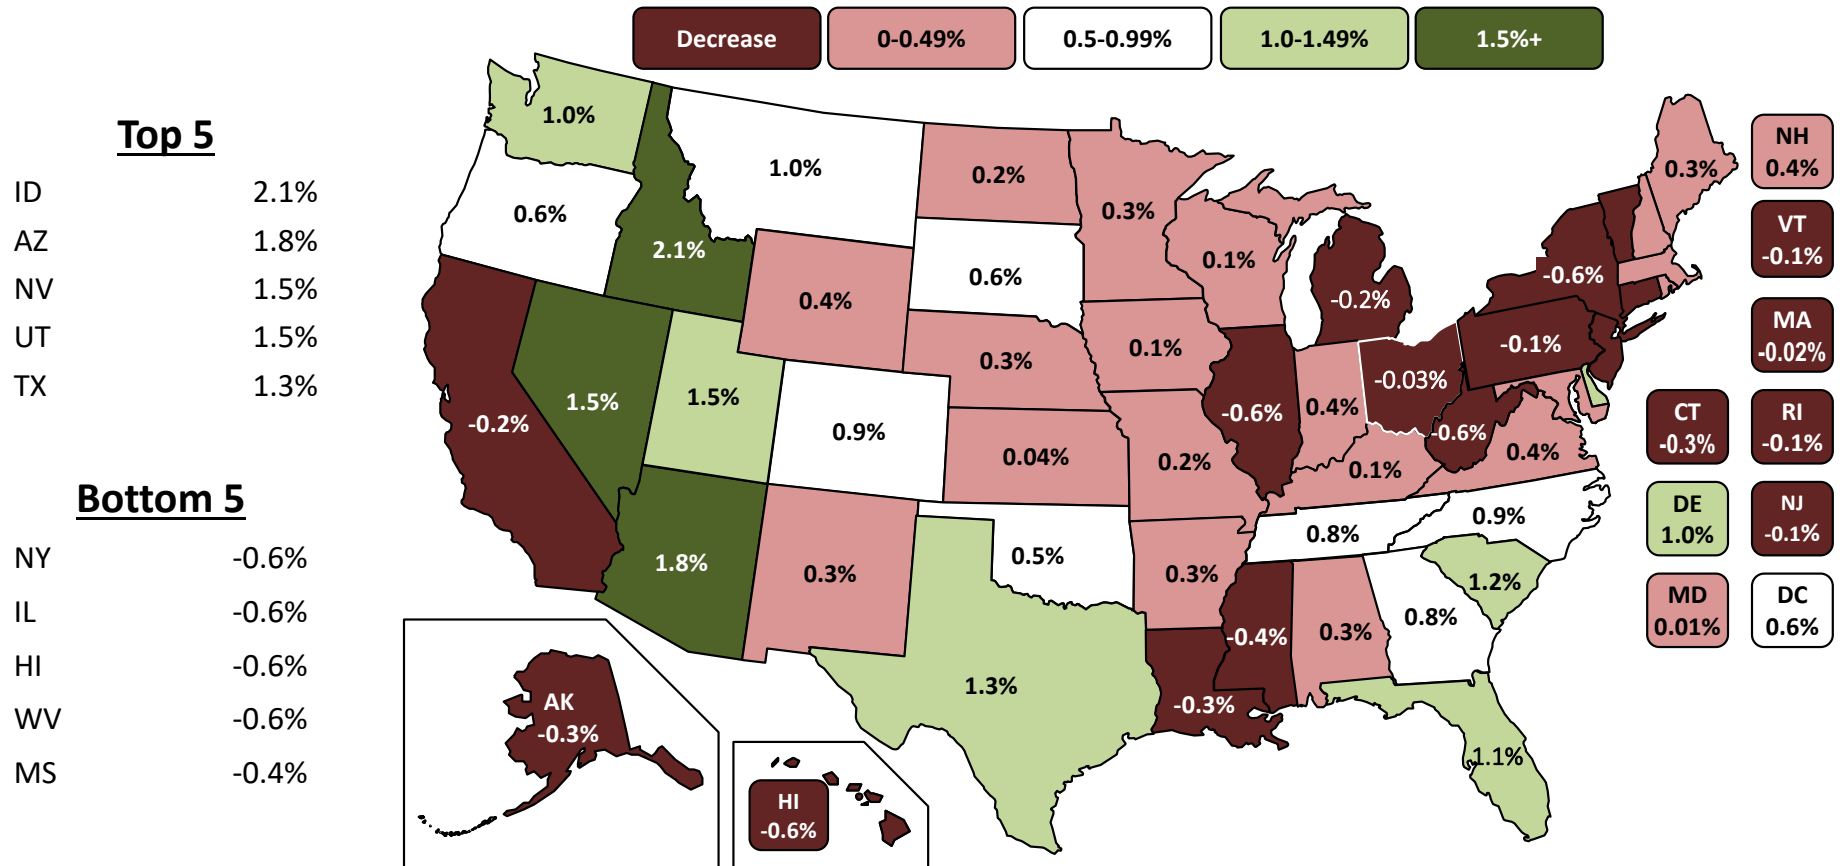 Decrease
0-0.49%
0.5-0.99%
1.0-1.49%
1.5%+
Top 5
ID 2.1%
AZ 1.8%
NV 1.5%
UT 1.5%
TX 1.3%
Bottom 5
NY -0.6%
IL -0.6%
HI -0.6%
WV -0.6%
MS -0.4%
1.0%
0.6%
2.1%
1.0%
0.2%
0.3%
0.6%
0.4%
0.1%
-0.2%
-0.6%
0.3%
-0.2%
1.5%
1.5%
0.9%
0.3%
0.1%
0.04%
0.2%
-0.6%
0.4%
-0.03%
-0.1%
-0.6%
0.4%
0.1%
1.8%
0.3%
0.5%
0.3%
0.8%
0.9%
1.2%
0.8%
0.3%
-0.4%
-0.3%
1.3%
1.1%
AK
-0.3%
HI
-0.6%
NH
0.4%
VT
-0.1%
MA
-0.02%
CT
-0.3%
RI
-0.1%
DE
1.0%
NJ
-0.1%
MD
0.01%
DC
0.6%